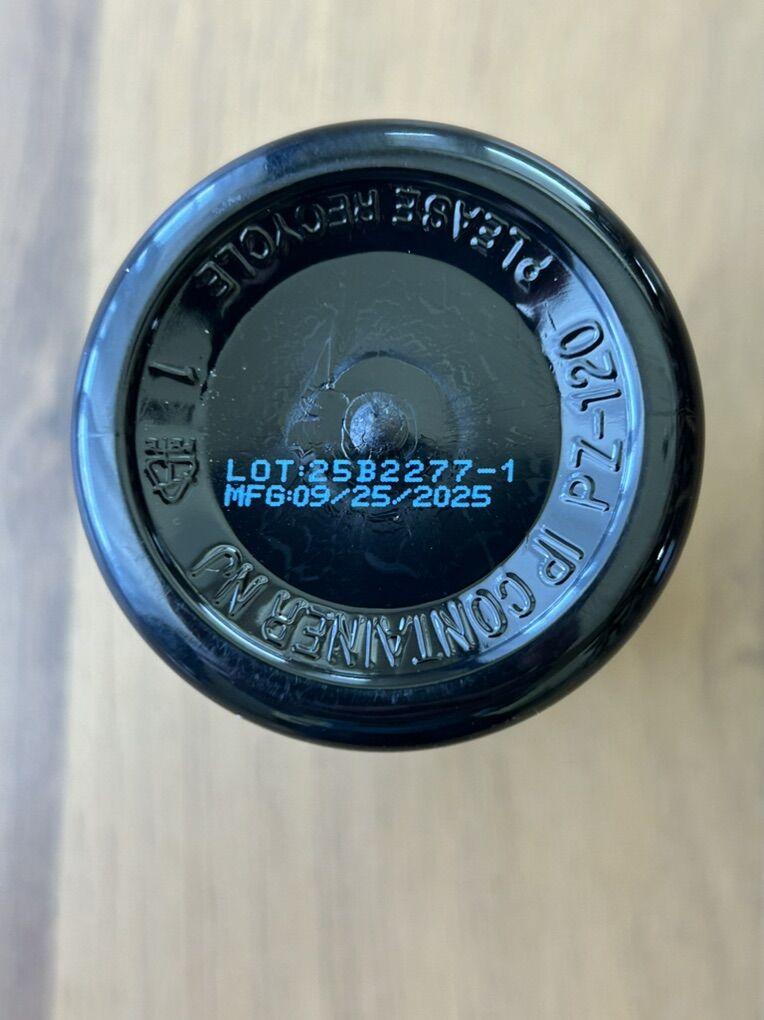 LOT:25B2277-1
MFG:09/25/2025
PLEASE RECYCLE
PZ-120
IP CONTAINER NJ
1